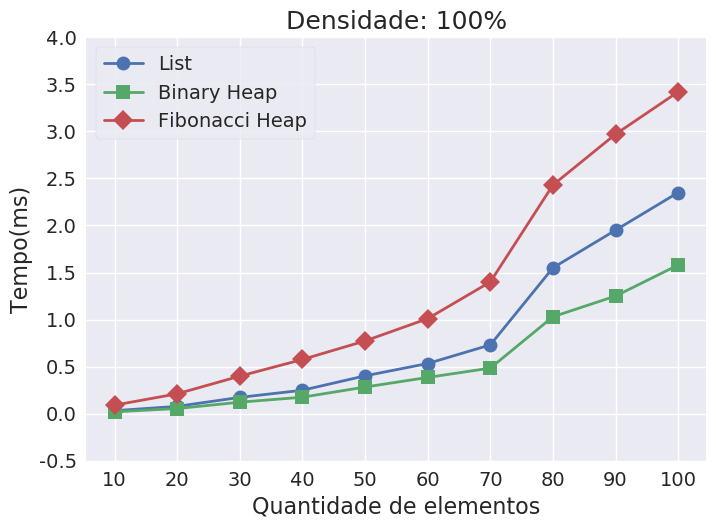 Densidade: 100%
4.0
3.5
3.0
2.5
2.0
1.5
1.0
0.5
0.0
-0.5
Tempo(ms)
List
Binary Heap
Fibonacci Heap
10 20 30 40 50 60 70 80 90 100
Quantidade de elementos